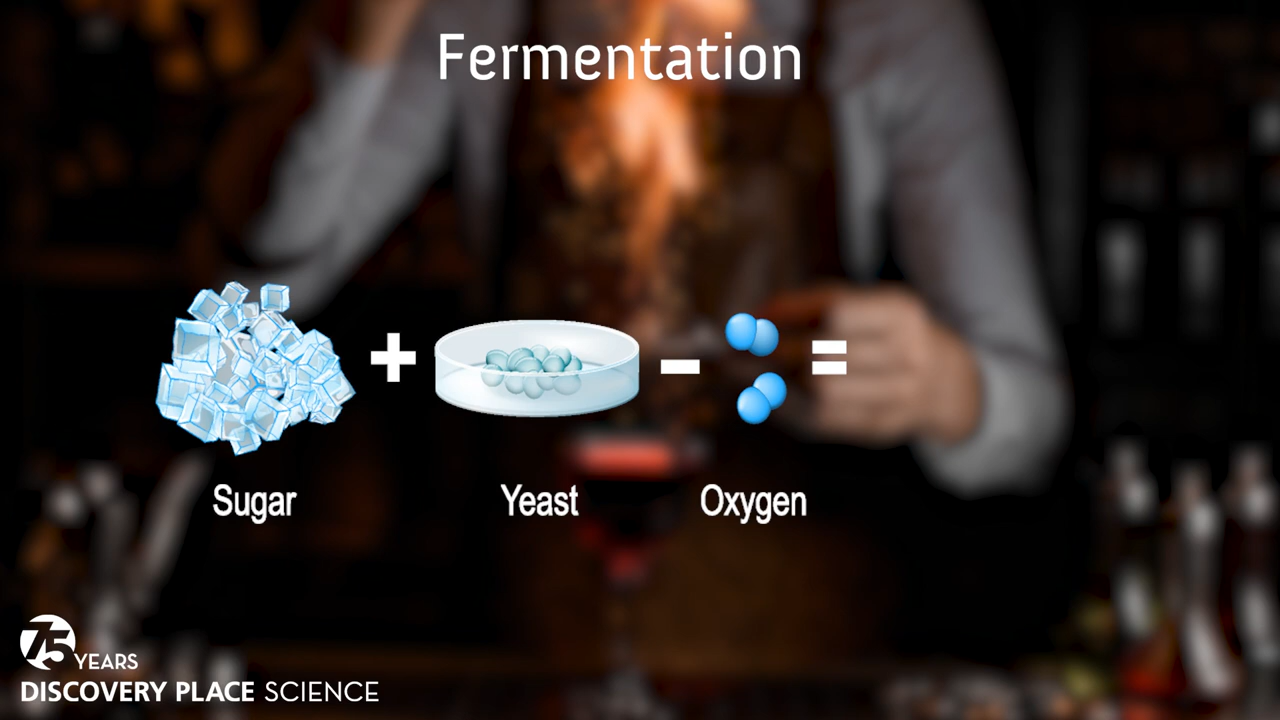 Fermentation
+ - =
Sugar Yeast Oxygen
75 YEARS
DISCOVERY PLACE SCIENCE